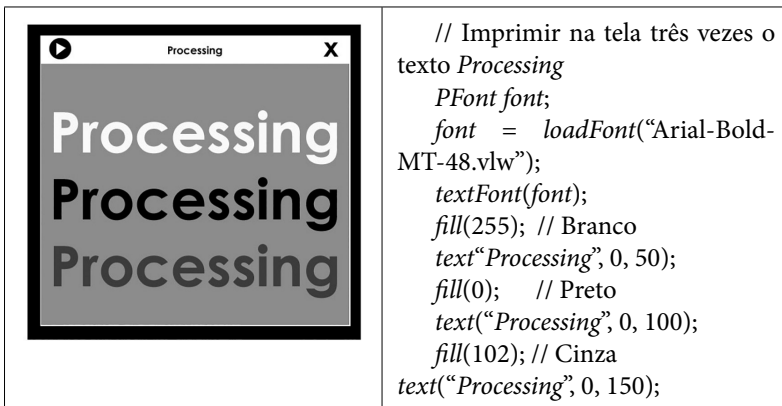 Processing X
Processing
Processing
Processing
// Imprimir na tela três vezes o
texto Processing
PFont font;
font = loadFont(“Arial-Bold-
MT-48.vlw”);
textFont(font);
fill(255); // Branco
text“Processing”, 0, 50);
fill(0); // Preto
text(“Processing”, 0, 100);
fill(102); // Cinza
text(“Processing”, 0, 150);